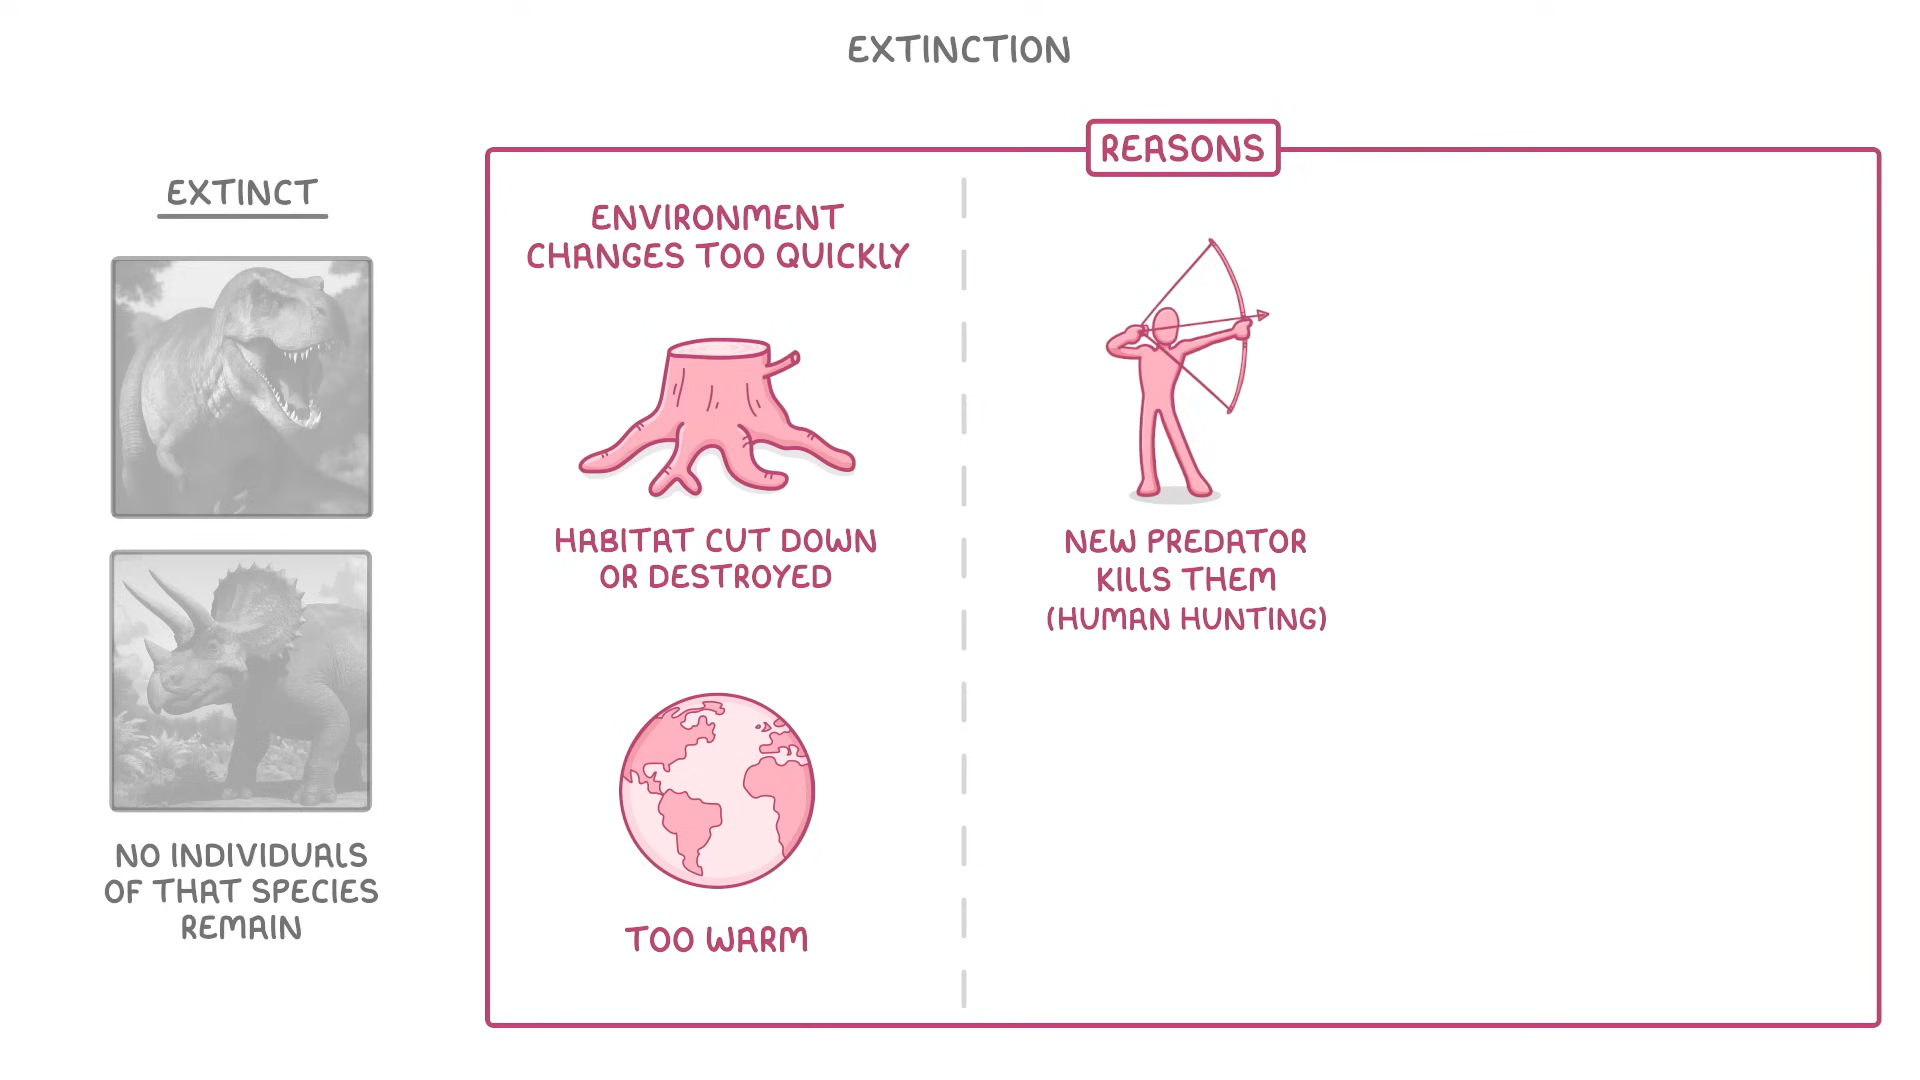 EXTINCTION
EXTINCT
NO INDIVIDUALS
OF THAT SPECIES
REMAIN
REASONS
ENVIRONMENT
CHANGES TOO QUICKLY
HABITAT CUT DOWN
OR DESTROYED
TOO WARM
NEW PREDATOR
KILLS THEM
(HUMAN HUNTING)